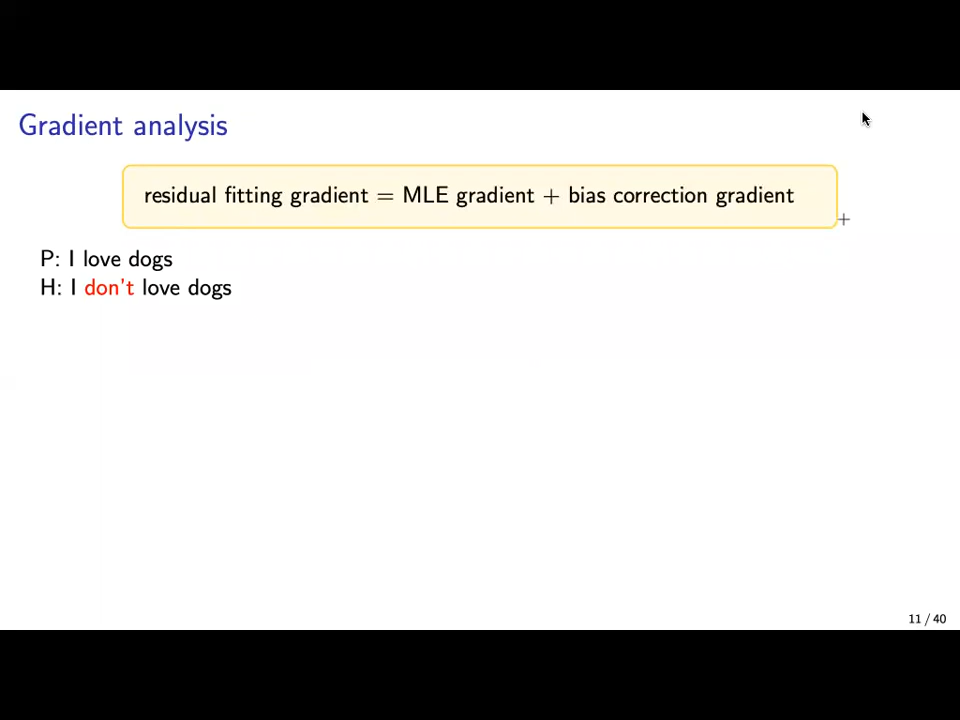 Gradient analysis
residual fitting gradient = MLE gradient + bias correction gradient
+
P: I love dogs
H: I don't love dogs
11 / 40